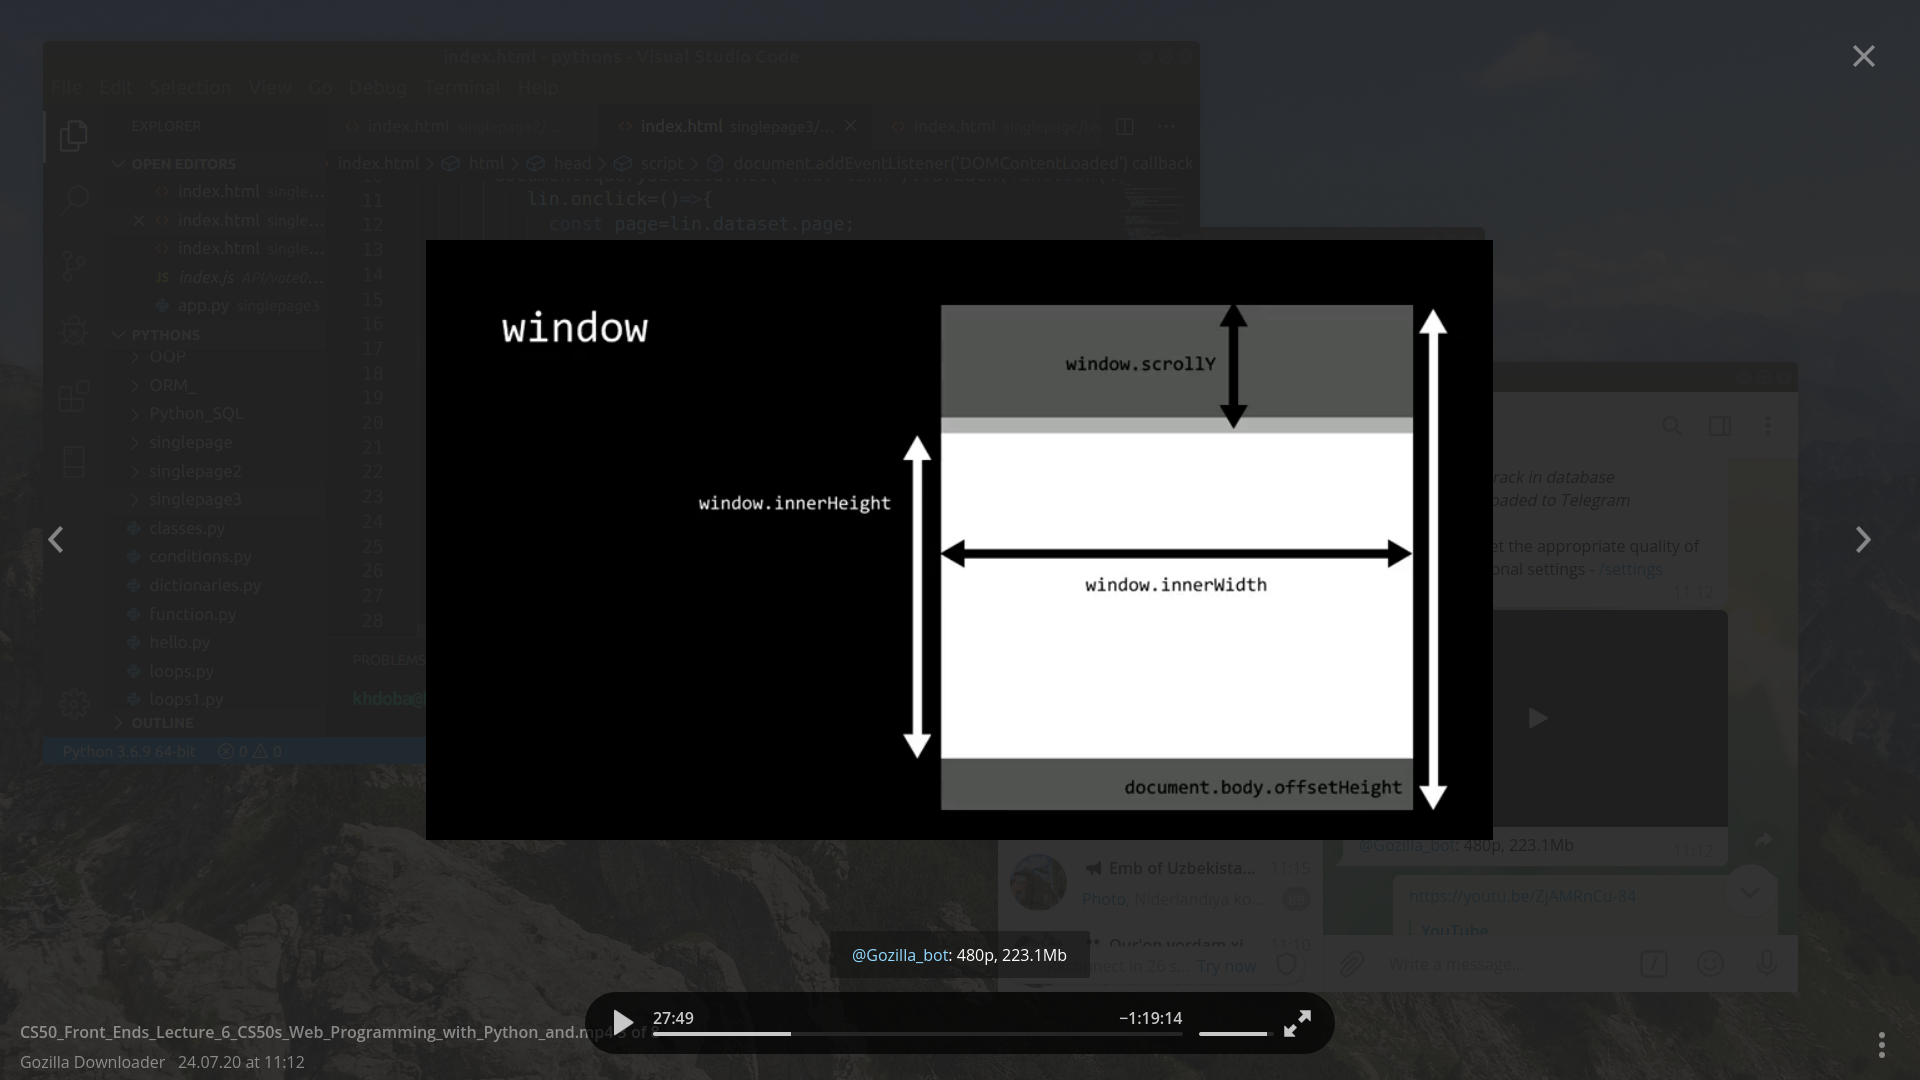 index.html - pythons - Visual Studio Code
File Edit Selection View Go Debug Terminal Help
EXPLORER
index.html singlepage2/...
index.html singlepage3/...
index.html singlepage/te
OPEN EDITORS
index.html > html > head > script > document.addEventListener('DOMContentLoaded') callback
index.html single...
index.html single...
index.html single...
JS index.js API/vote0...
app.py singlepage3
PYTHONS
OOP
ORM_
Python_SQL
singlepage
singlepage2
singlepage3
classes.py
conditions.py
dictionaries.py
function.py
hello.py
loops.py
loops1.py
OUTLINE
Python 3.6.9 64-bit 0 0
11 lin.onclick=()=>{
12 const page=lin.dataset.page;
13
14
15
16
17
18
19
20
21
22
23
24
25
26
27
28
PROBLEMS
khdoba@
window
window.scrollY
window.innerHeight
window.innerWidth
document.body.offsetHeight
rack in database
oaded to Telegram
et the appropriate quality of
onal settings - /settings
11:12
@Gozilla_bot: 480p, 223.1Mb
11:12
https://youtu.be/ZjAMRnCu-84
YouTube
Write a message...
Emb of Uzbekista... 11:15
Photo, Niderlandiya ko...
Qur'on yordam xi 11:10
nect in 26 s... Try now
@Gozilla_bot: 480p, 223.1Mb
27:49
−1:19:14
CS50_Front_Ends_Lecture_6_CS50s_Web_Programming_with_Python_and.mp4
Gozilla Downloader 24.07.20 at 11:12